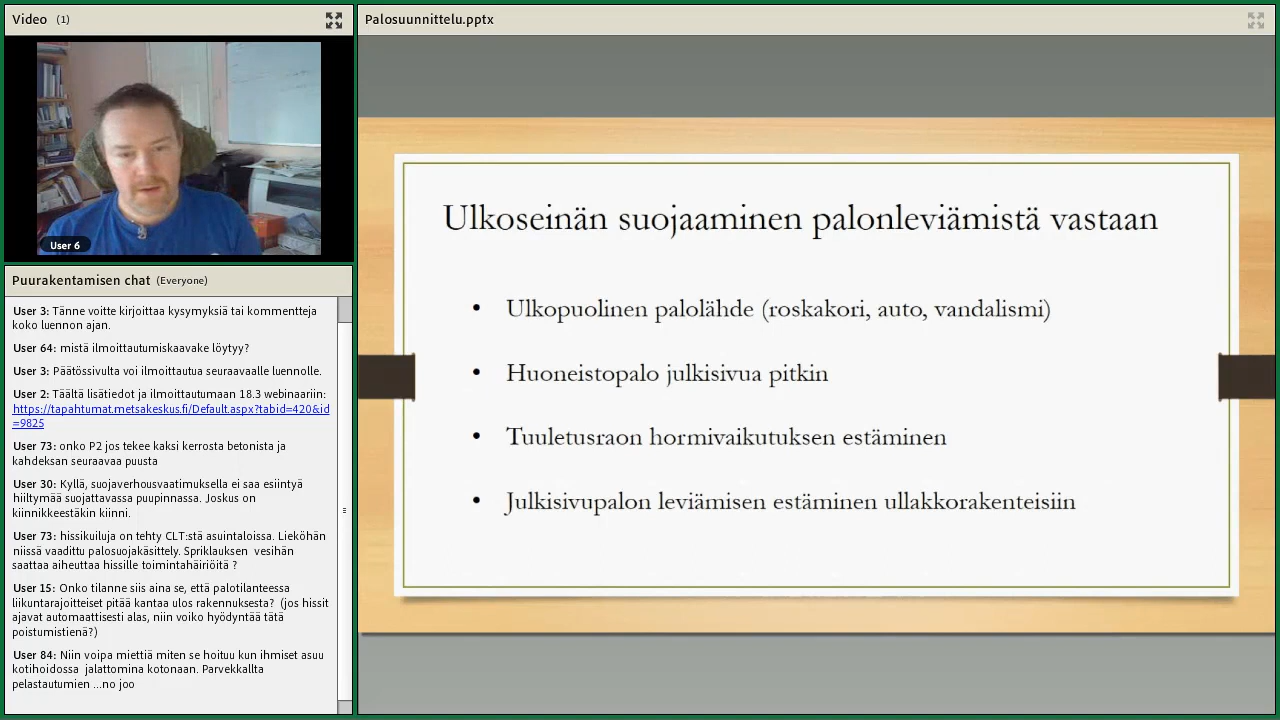 Video (1)
User 6
Puurakentamisen chat (Everyone)
User 3: Tänne voitte kirjoittaa kysymyksiä tai kommentteja
koko luennon ajan.
User 64: mistä ilmoittautumiskaavake löytyy?
User 3: Päätössivulta voi ilmoittautua seuraavaalle luennolle.
User 2: Täältä lisätiedot ja ilmoittautumaan 18.3 webinaariin:
https://tapahtumat.metsakeskus.fi/Default.aspx?tabid=420&id
=9825
User 73: onko P2 jos tekee kaksi kerrosta betonista ja
kahdeksan seuraavaa puusta
User 30: Kyllä, suojaverhousvaatimuksella ei saa esiintyä
hiiltymää suojattavassa puupinnassa. Joskus on
kiinnikkeestäkin kiinni.
User 73: hissikuiluja on tehty CLT:stä asuintaloissa. Lieköhän
niissä vaadittu palosuojakäsittely. Spriklauksen vesihän
saattaa aiheuttaa hissille toimintahäiriöitä ?
User 15: Onko tilanne siis aina se, että palotilanteessa
liikuntarajoitteiset pitää kantaa ulos rakennuksesta? (jos hissit
ajavat automaattisesti alas, niin voiko hyödyntää tätä
poistumistienä?)
User 84: Niin voipa miettiä miten se hoituu kun ihmiset asuu
kotihoidossa jalattomina kotonaan. Parvekkallta
pelastautumien ...no joo
Palosuunnittelu.pptx
Ulkoseinän suojaaminen palonleviämistä vastaan
• Ulkopuolinen palolähde (roskakori, auto, vandalismi)
• Huoneistopalo julkisivua pitkin
• Tuuletusraon hormivaikutuksen estäminen
• Julkisivupalon leviämisen estäminen ullakkorakenteisiin